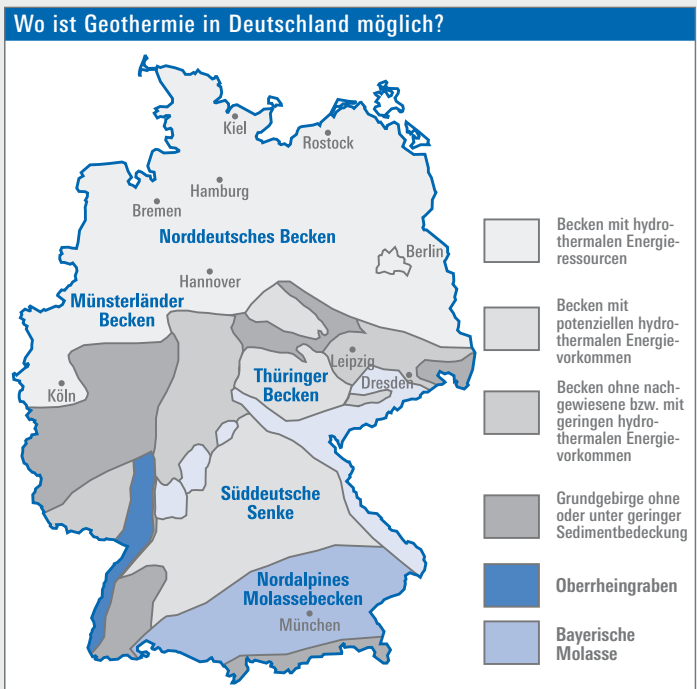 Wo ist Geothermie in Deutschland möglich?
Kiel
Rostock
Hamburg
Bremen
Norddeutsches Becken
Berlin
Hannover
Münsterländer
Becken
Leipzig
Dresden
Köln
Thüringer
Becken
Süddeutsche
Senke
Nordalpines
Molassebecken
München
Becken mit hydro-
thermalen Energie-
ressourcen
Becken mit
potenziellen hydro-
thermalen Energie-
vorkommen
Becken ohne nach-
gewiesene bzw. mit
geringen hydro-
thermalen Energie-
vorkommen
Grundgebirge ohne
oder unter geringer
Sedimentbedeckung
Oberrheingraben
Bayerische
Molasse